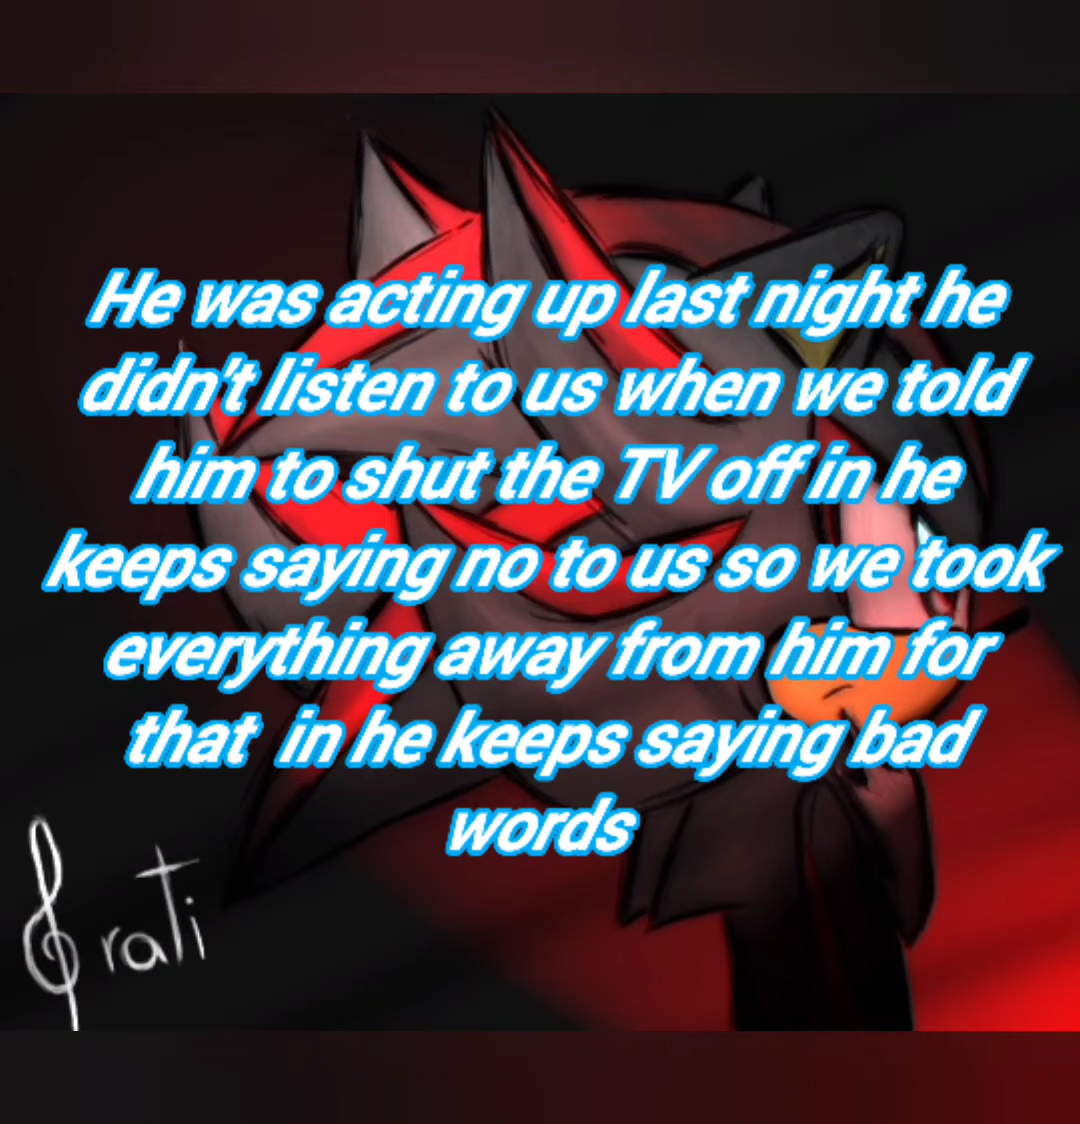 He was acting up last night he
didn't listen to us when we told
him to shut the TV off in he
keeps saying no to us so we took
everything away from him for
that  in he keeps saying bad
words
rati